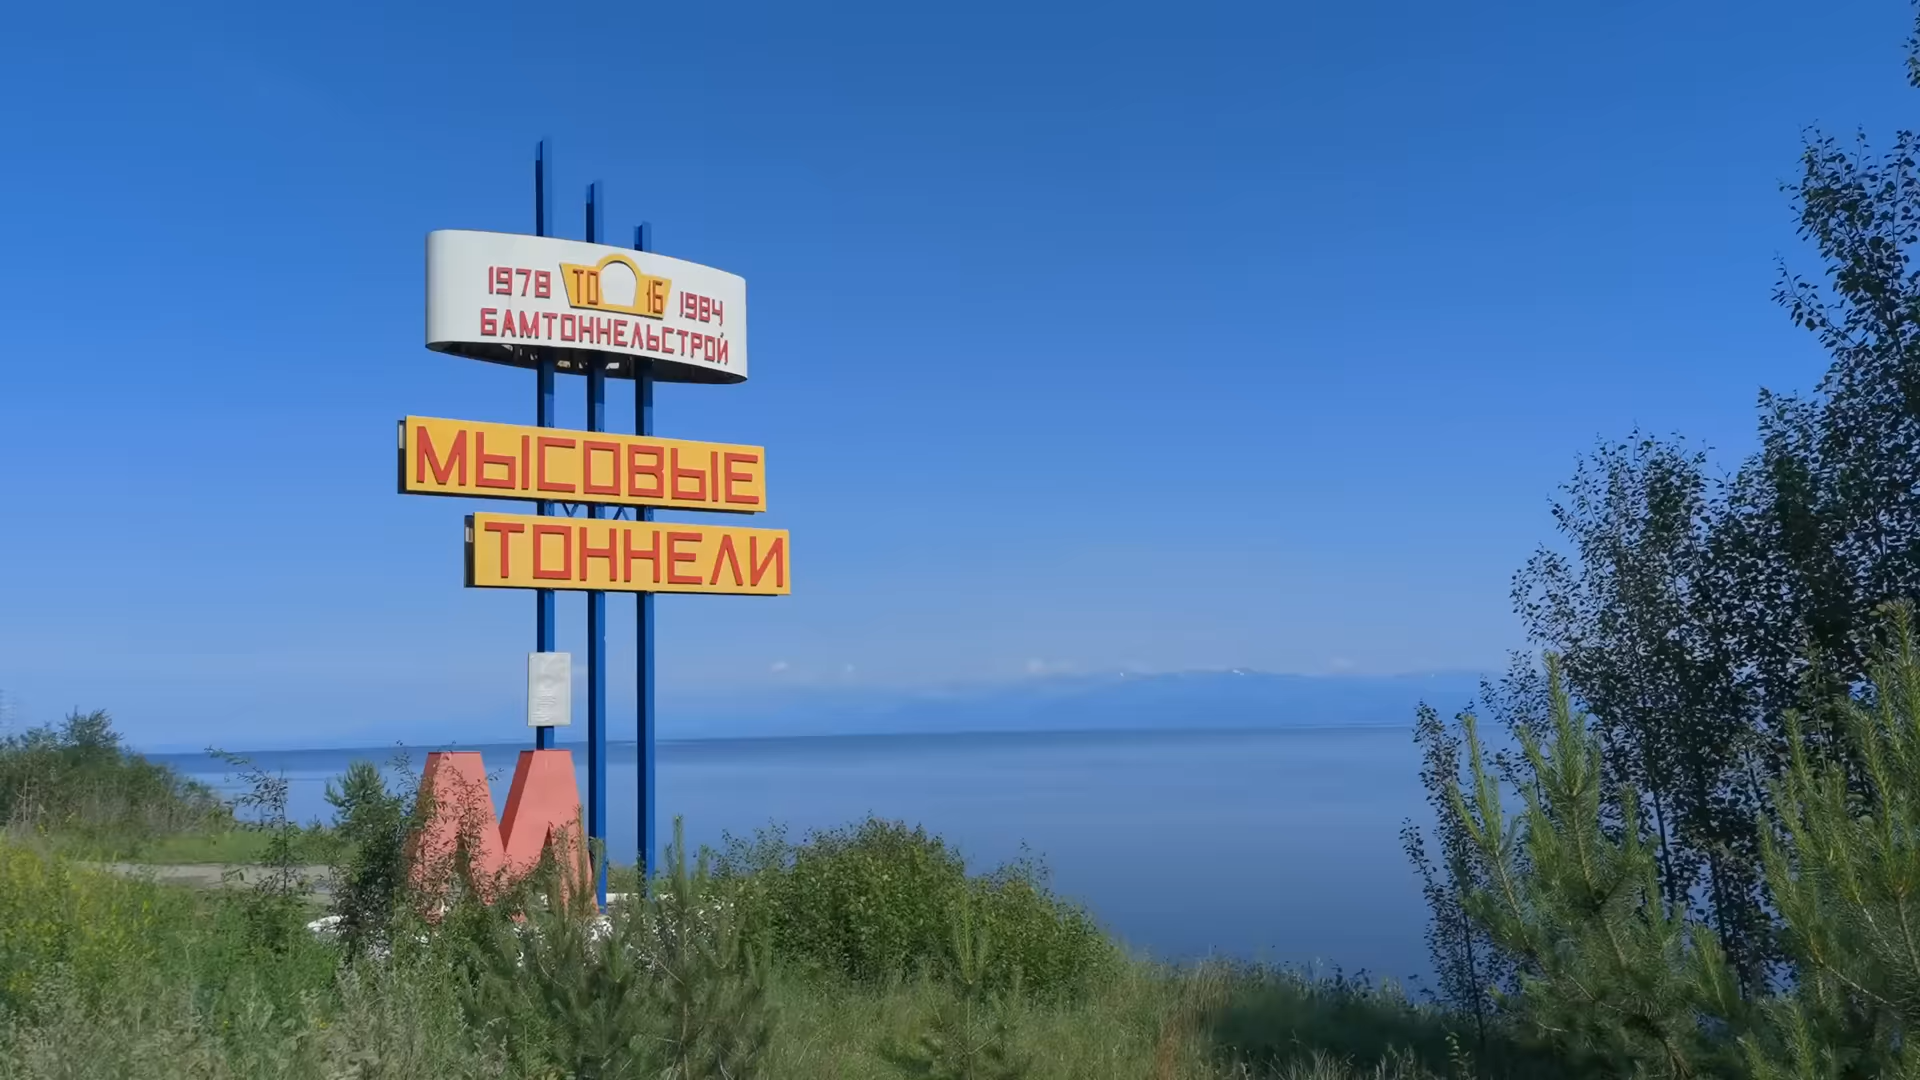 1978 ТО 16 1984
БАМТОННЕЛЬСТРОЙ
МЫСОВЫЕ
ТОННЕЛИ
М